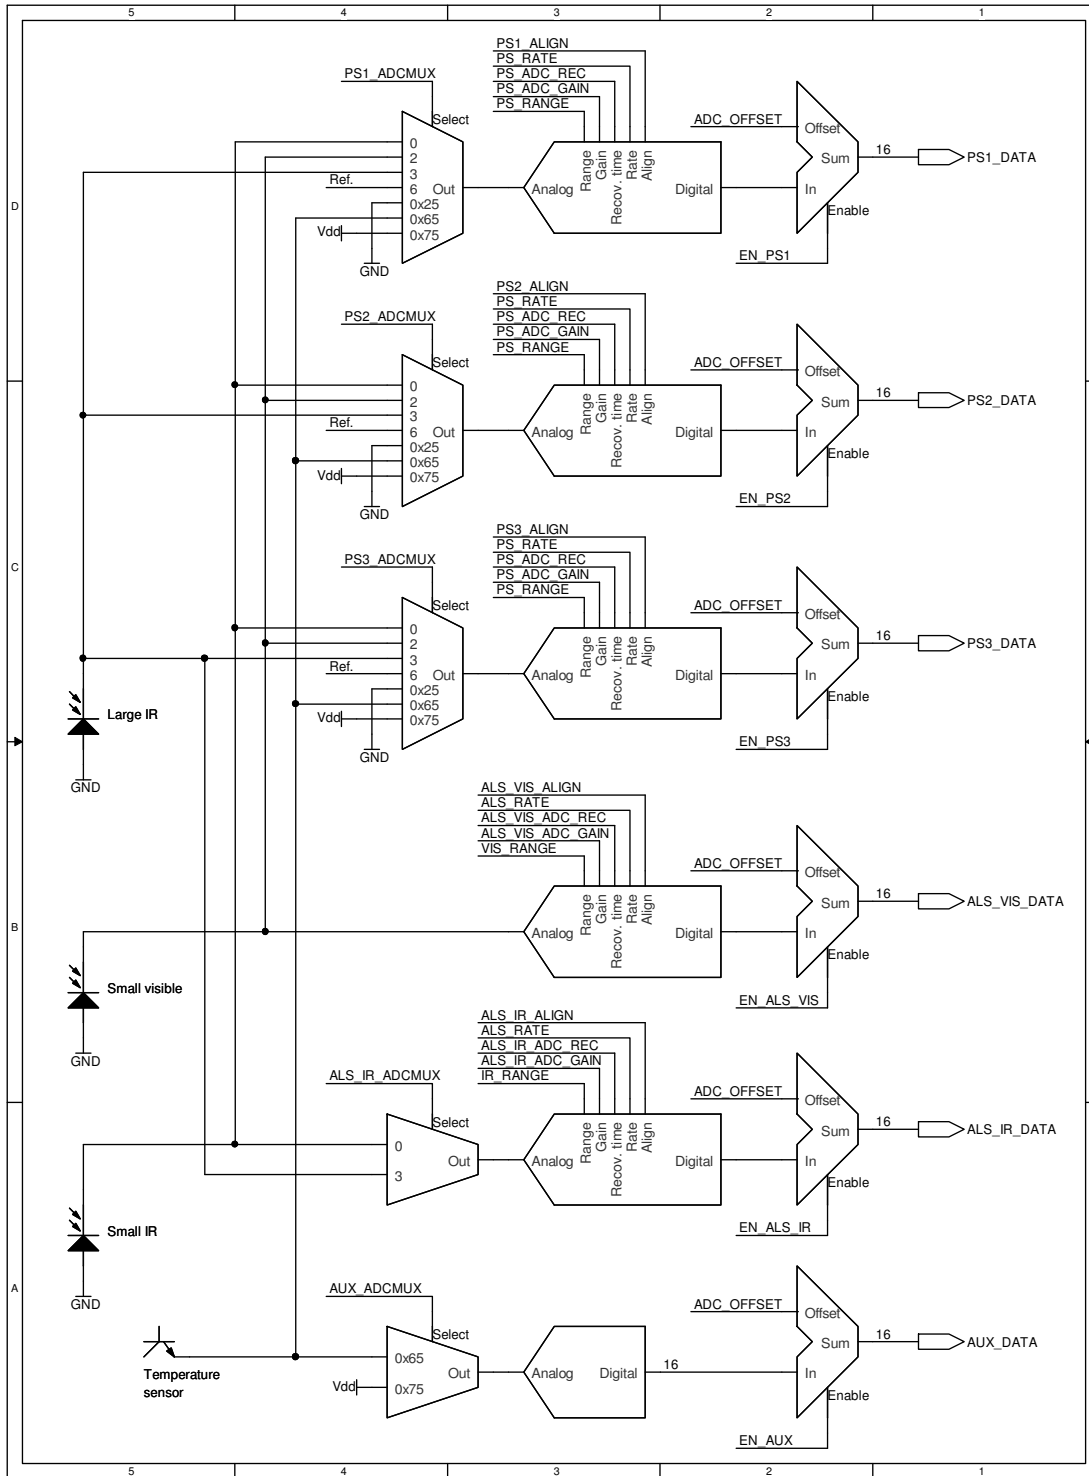 5 4 3 2 1
PS1_ALIGN
PS_RATE
PS_ADC_REC
PS_ADC_GAIN
PS_RANGE
PS1_ADCMUX
Select
0
2
3
Ref.
6 Out
0x25
0x65
Vdd 0x75
GND
Analog
Range
Gain
Recov. time
Rate
Align
Digital
ADC_OFFSET
Offset
Sum
In
Enable
EN_PS1
16
PS1_DATA
D
PS2_ALIGN
PS_RATE
PS_ADC_REC
PS_ADC_GAIN
PS_RANGE
PS2_ADCMUX
Select
0
2
3
Ref.
6 Out
0x25
0x65
Vdd 0x75
GND
Analog
Range
Gain
Recov. time
Rate
Align
Digital
ADC_OFFSET
Offset
Sum
In
Enable
EN_PS2
16
PS2_DATA
C
PS3_ALIGN
PS_RATE
PS_ADC_REC
PS_ADC_GAIN
PS_RANGE
PS3_ADCMUX
Select
0
2
3
Ref.
6 Out
0x25
0x65
Vdd 0x75
GND
Analog
Range
Gain
Recov. time
Rate
Align
Digital
ADC_OFFSET
Offset
Sum
In
Enable
EN_PS3
16
PS3_DATA
Large IR
GND
ALS_VIS_ALIGN
ALS_RATE
ALS_VIS_ADC_REC
ALS_VIS_ADC_GAIN
VIS_RANGE
Analog
Range
Gain
Recov. time
Rate
Align
Digital
ADC_OFFSET
Offset
Sum
In
Enable
EN_ALS_VIS
16
ALS_VIS_DATA
B
Small visible
GND
ALS_IR_ALIGN
ALS_RATE
ALS_IR_ADC_REC
ALS_IR_ADC_GAIN
IR_RANGE
ALS_IR_ADCMUX
Select
0
Out
3
Analog
Range
Gain
Recov. time
Rate
Align
Digital
ADC_OFFSET
Offset
Sum
In
Enable
EN_ALS_IR
16
ALS_IR_DATA
Small IR
GND
A
AUX_ADCMUX
Select
0x65
Out
Vdd 0x75
Temperature
sensor
Analog
Digital
16
ADC_OFFSET
Offset
Sum
In
Enable
EN_AUX
16
AUX_DATA
5 4 3 2 1